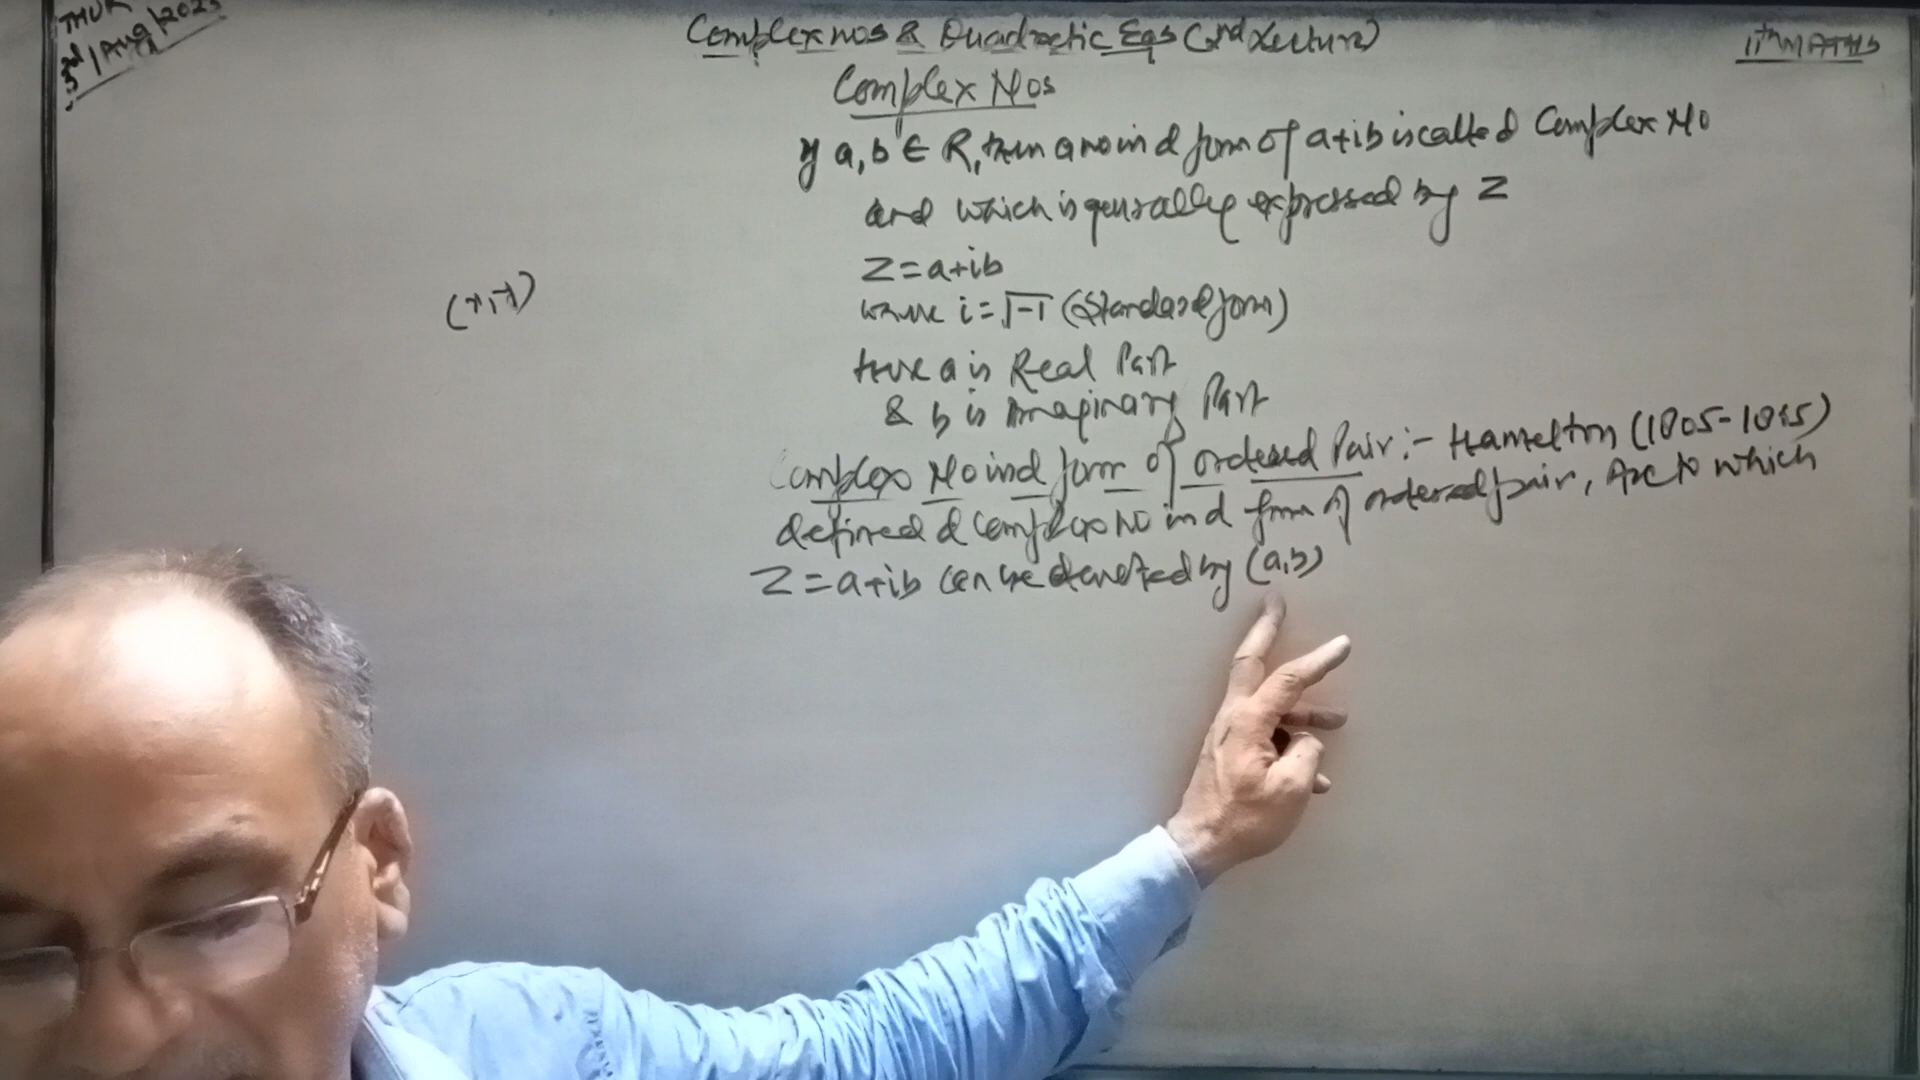 THUR
3rd/Aug/2023
Complex nos & Quadractic Eqs (2nd Lecture)
11th MATHS
Complex Nos
If a, b ∈ R, then a no in d form of a+ib is called Complex No
and which is generally expressed by Z
Z=a+ib
where i=√-1 (Standard form)
(x,y)
here a is Real Part
& b is Imaginary Part
Complex No in d form of ordered Pair :- Hamelton (1805-1865)
defined d complex no in d form of ordered pair, Acc to which
Z=a+ib can be denoted by (a,b)